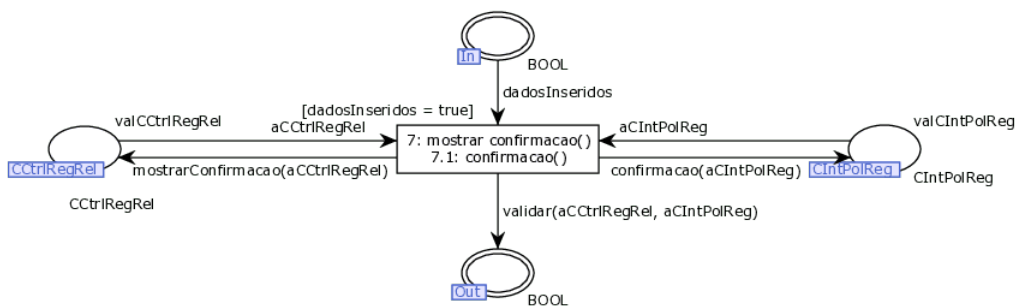 In
BOOL
dadosInseridos
[dadosInseridos = true]
valCCtrlRegRel
aCCtrlRegRel
aCIntPolReg
valCIntPolReg
7: mostrar confirmacao()
7.1: confirmacao()
CCtrlRegRel
mostrarConfirmacao(aCCtrlRegRel)
confirmacao(aCIntPolReg)
CIntPolReg
CIntPolReg
CCtrlRegRel
validar(aCCtrlRegRel, aCIntPolReg)
Out
BOOL